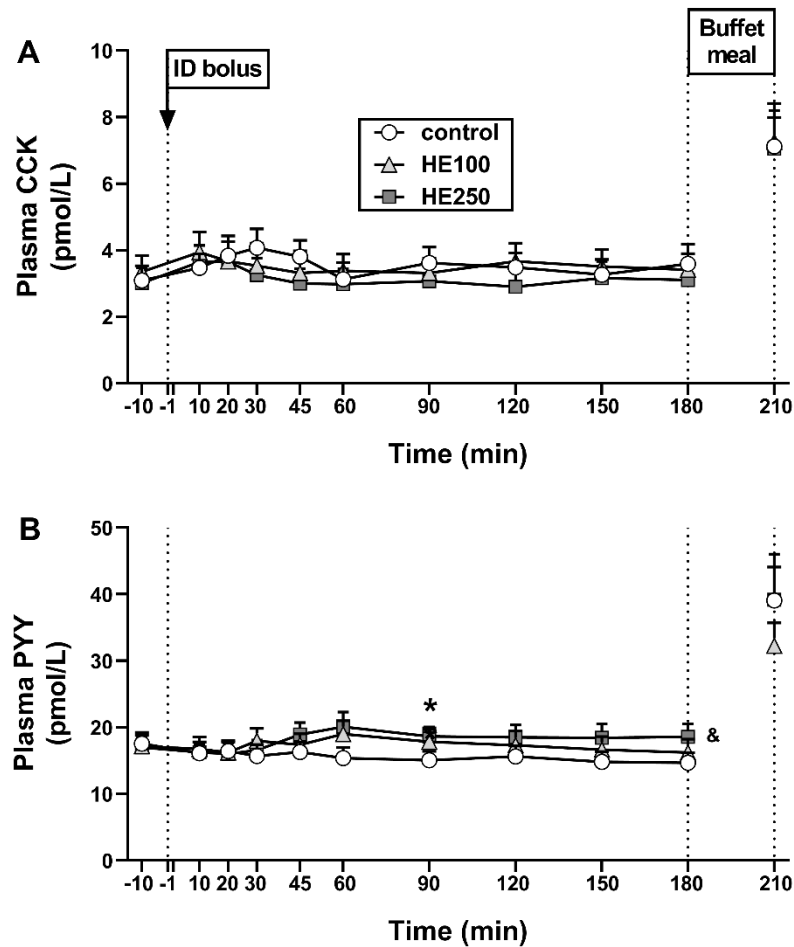 A
ID bolus
Buffet
meal
control
HE100
HE250
Plasma CCK
(pmol/L)
10
8
6
4
2
0
-10 -1 10 20 30 45 60 90 120 150 180 210
Time (min)
B
Plasma PYY
(pmol/L)
50
40
30
20
10
0
*
&
-10 -1 10 20 30 45 60 90 120 150 180 210
Time (min)